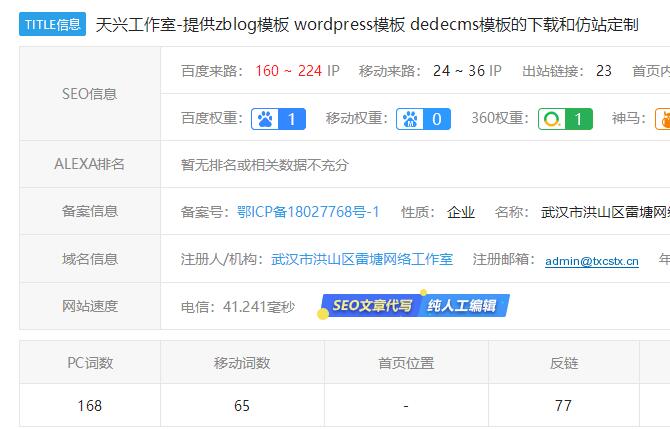 TITLE信息 天兴工作室-提供zblog模板 wordpress模板 dedecms模板的下载和仿站定制
SEO信息
百度来路： 160 ~ 224 IP 移动来路： 24 ~ 36 IP 出站链接： 23 首页内
百度权重： 1 移动权重： 0 360权重： 1 神马：
ALEXA排名 暂无排名或相关数据不充分
备案信息 备案号： 鄂ICP备18027768号-1 性质： 企业 名称： 武汉市洪山区雷塘网络
域名信息 注册人/机构： 武汉市洪山区雷塘网络工作室 注册邮箱： admin@txcstx.cn 年
网站速度 电信： 41.241毫秒 SEO文章代写 纯人工编辑
PC词数 移动词数 首页位置 反链
168 65 - 77